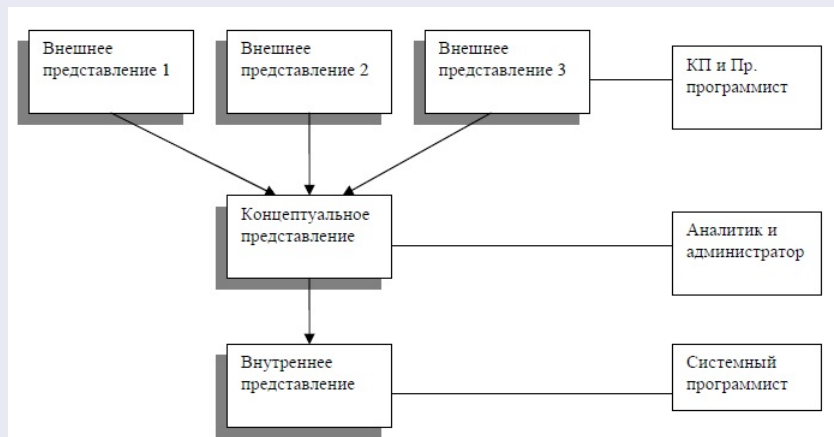 Внешнее
представление 1
Внешнее
представление 2
Внешнее
представление 3
КП и Пр.
программист
Концептуальное
представление
Аналитик и
администратор
Внутреннее
представление
Системный
программист